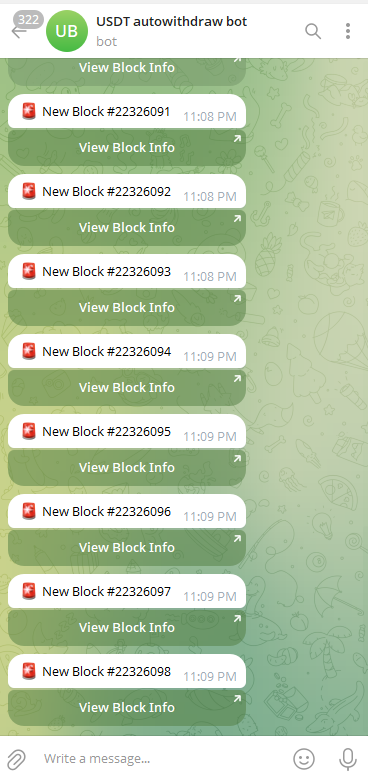 322
UB
USDT autowithdraw bot
bot
View Block Info
🚨 New Block #22326091 11:08 PM
View Block Info
🚨 New Block #22326092 11:08 PM
View Block Info
🚨 New Block #22326093 11:08 PM
View Block Info
🚨 New Block #22326094 11:09 PM
View Block Info
🚨 New Block #22326095 11:09 PM
View Block Info
🚨 New Block #22326096 11:09 PM
View Block Info
🚨 New Block #22326097 11:09 PM
View Block Info
🚨 New Block #22326098 11:09 PM
View Block Info
Write a message...